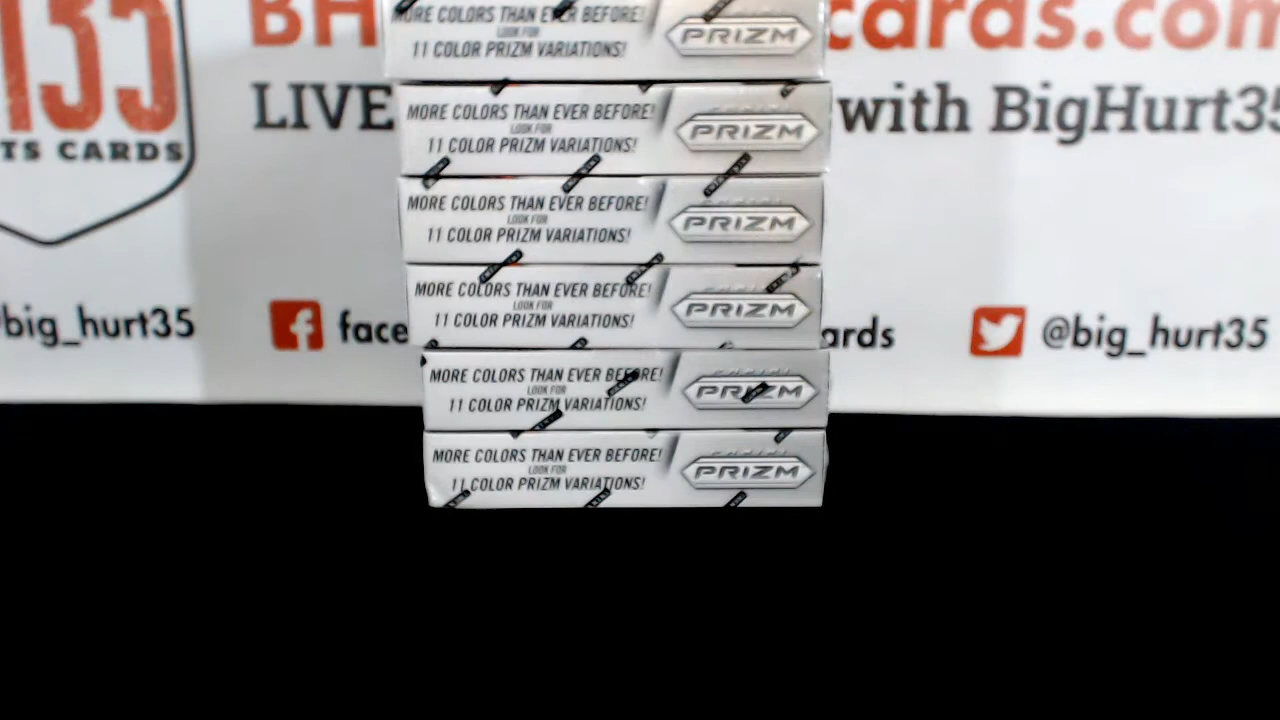 135
TS CARDS
BH
cards.com
LIVE
with BigHurt35
big_hurt35
f
face
ards
@big_hurt35
MORE COLORS THAN EVER BEFORE!
LOOK FOR
11 COLOR PRIZM VARIATIONS!
PRIZM
MORE COLORS THAN EVER BEFORE!
LOOK FOR
11 COLOR PRIZM VARIATIONS!
PRIZM
MORE COLORS THAN EVER BEFORE!
LOOK FOR
11 COLOR PRIZM VARIATIONS!
PRIZM
MORE COLORS THAN EVER BEFORE!
LOOK FOR
11 COLOR PRIZM VARIATIONS!
PRIZM
MORE COLORS THAN EVER BEFORE!
LOOK FOR
11 COLOR PRIZM VARIATIONS!
PRIZM
MORE COLORS THAN EVER BEFORE!
LOOK FOR
11 COLOR PRIZM VARIATIONS!
PRIZM